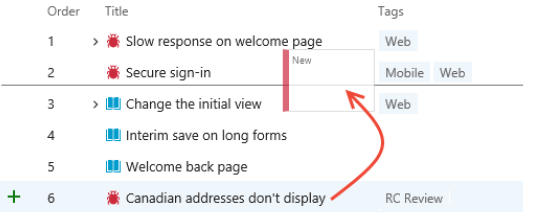 Order Title Tags
1 Slow response on welcome page Web
New
2 Secure sign-in Mobile Web
3 Change the initial view Web
4 Interim save on long forms
5 Welcome back page
6 Canadian addresses don't display RC Review